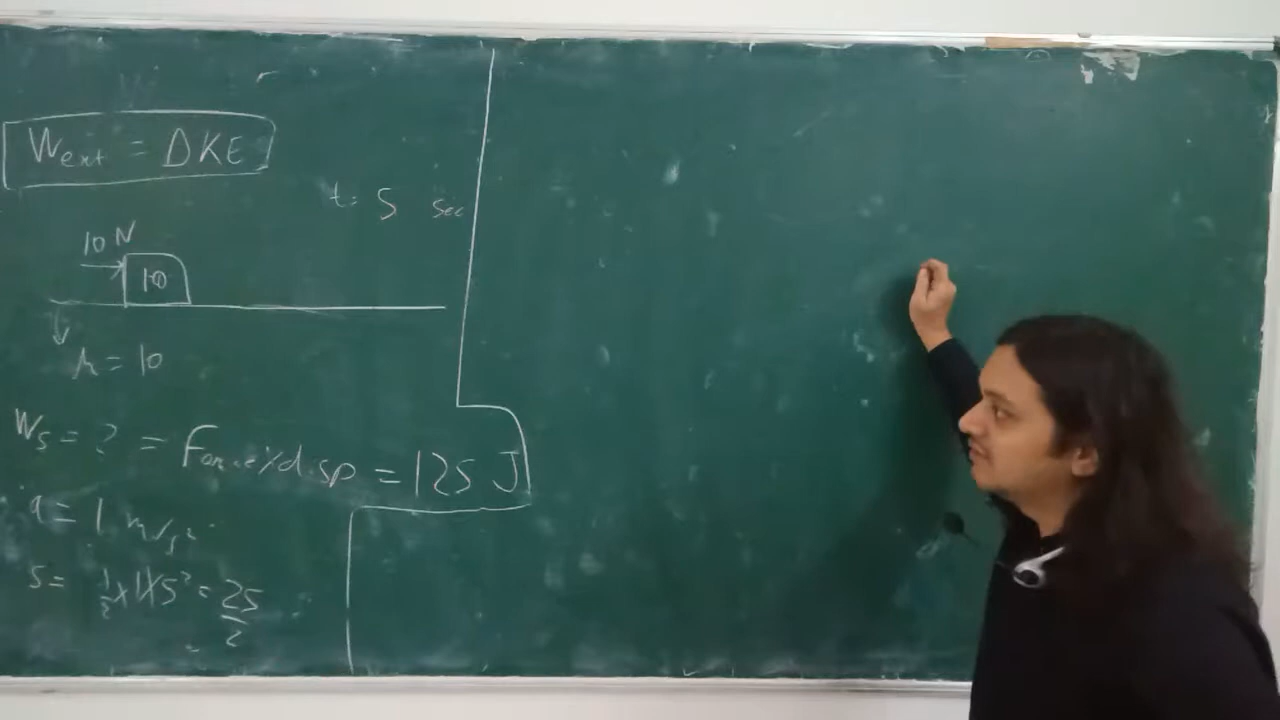 Wext = ΔKE
t = 5 sec
10 N
10
= 10
Ws = ? = Force x disp = 125 J
a = 1 m/s²
s = 1/2 x 1 x 5² = 25/2